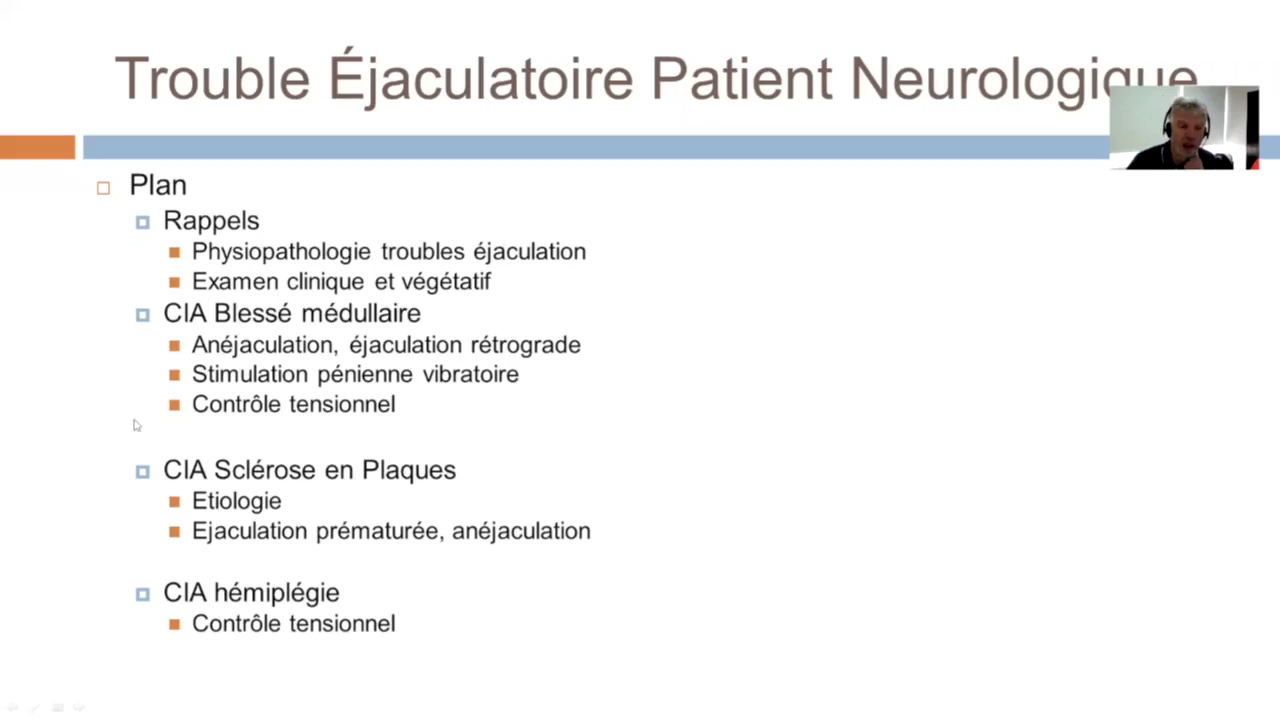 Trouble Éjaculatoire Patient Neurologique
Plan
Rappels
Physiopathologie troubles éjaculation
Examen clinique et végétatif
CIA Blessé médullaire
Anéjaculation, éjaculation rétrograde
Stimulation pénienne vibratoire
Contrôle tensionnel
CIA Sclérose en Plaques
Etiologie
Ejaculation prématurée, anéjaculation
CIA hémiplégie
Contrôle tensionnel